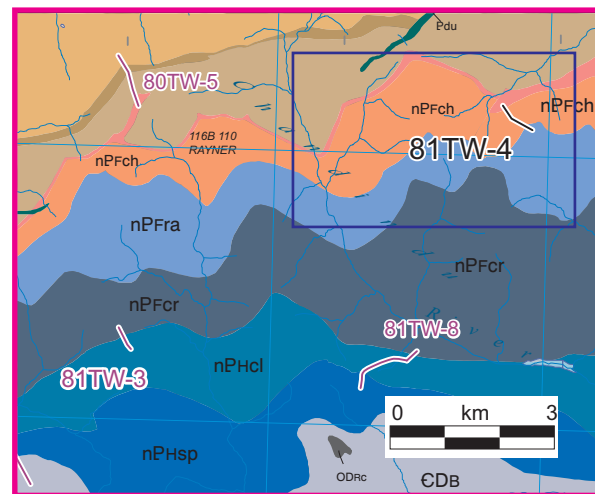 Pdu
80TW-5
nPFch
nPFch
116B 110
RAYNER
81TW-4
nPFch
nPFra
nPFcr
nPFcr
River
81TW-8
81TW-3
nPHcl
0 km 3
nPHsp
ODRc
ЄDB